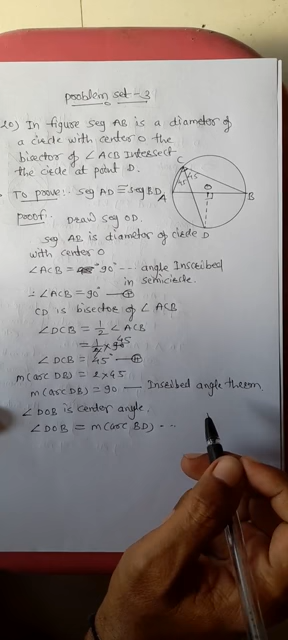 Problem set - 3
20) In figure seg AB is a diameter of
a circle with center O the
bisector of ∠ACB Intersect
the circle at point D.
To prove:- seg AD ≅ seg BD
C
45 45
O
A
B
D
proof: Draw seg OD.
seg AB is diameter of circle
with center O
∠ACB = 90° --- angle Inscribed
in semicircle.
∴ ∠ACB = 90° —
CD is bisector of ∠ACB
∠DCB = 1/2 ∠ACB
= 1/2 × 90 45
∠DCB = 45° —
m(arc DB) = 2×45
m(arc DB) = 90 — Inscribed angle theorem.
∠DOB is center angle.
∠DOB = m(arc BD) - --